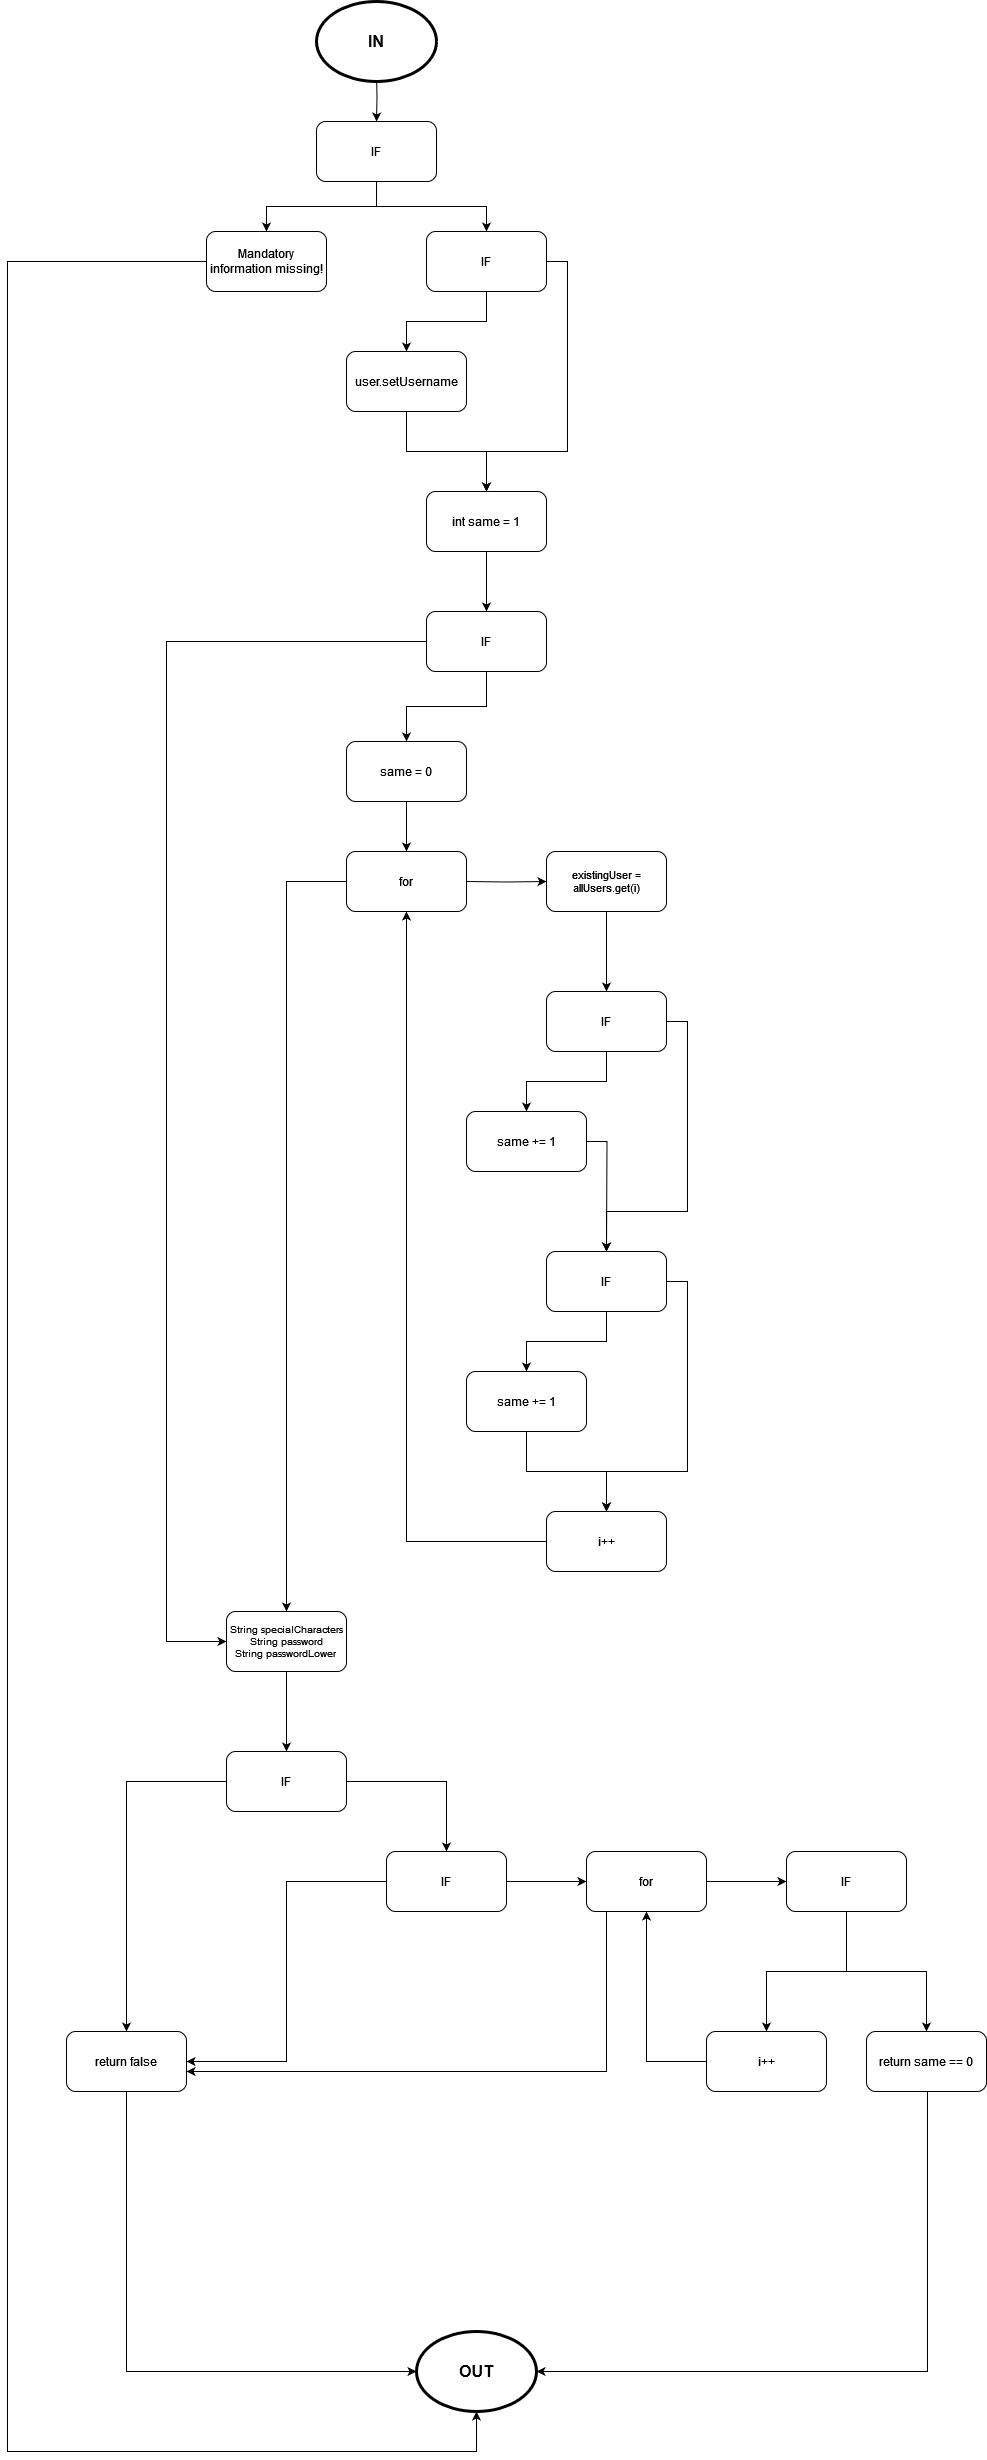 IN
IF
Mandatory
information missing!
IF
user.setUsername
int same = 1
IF
same = 0
for
existingUser =
allUsers.get(i)
IF
same += 1
IF
same += 1
i++
String specialCharacters
String password
String passwordLower
IF
IF
for
IF
return false
i++
return same == 0
OUT